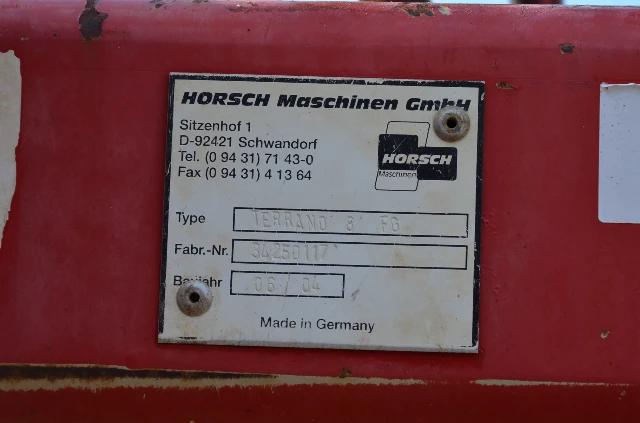 HORSCH Maschinen GmbH
Sitzenhof 1
D-92421 Schwandorf
Tel. (0 94 31) 71 43-0
Fax (0 94 31) 4 13 64
HORSCH
Maschinen
Type TERRANO 8 FG
Fabr.-Nr. 34250117
Baujahr 06/04
Made in Germany